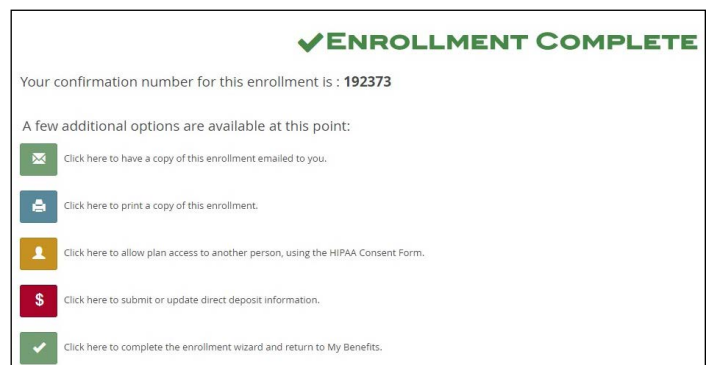 ✔ENROLLMENT COMPLETE
Your confirmation number for this enrollment is : 192373
A few additional options are available at this point:
Click here to have a copy of this enrollment emailed to you.
Click here to print a copy of this enrollment.
Click here to allow plan access to another person, using the HIPAA Consent Form.
$ Click here to submit or update direct deposit information.
Click here to complete the enrollment wizard and return to My Benefits.